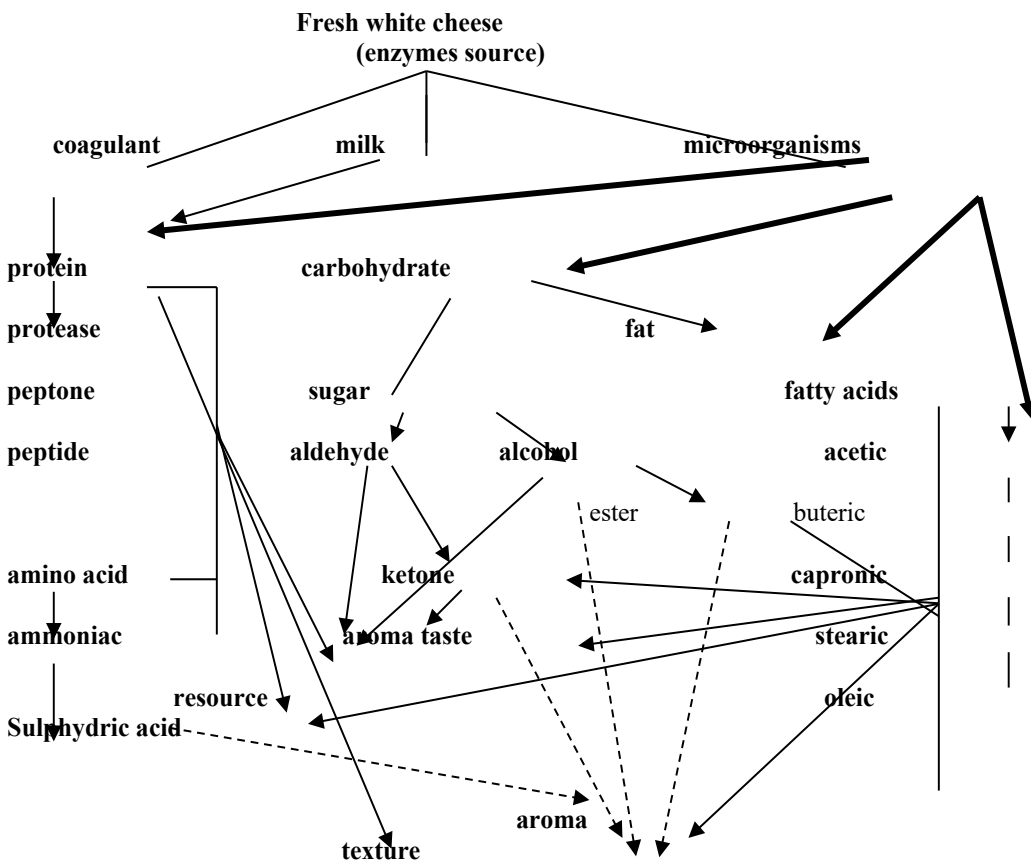 Fresh white cheese
(enzymes source)
coagulant milk microorganisms
protein carbohydrate
protease fat
peptone sugar fatty acids
peptide aldehyde alcohol acetic
ester buteric
amino acid ketone capronic
ammoniac aroma taste stearic
resource oleic
Sulphydric acid
aroma
texture